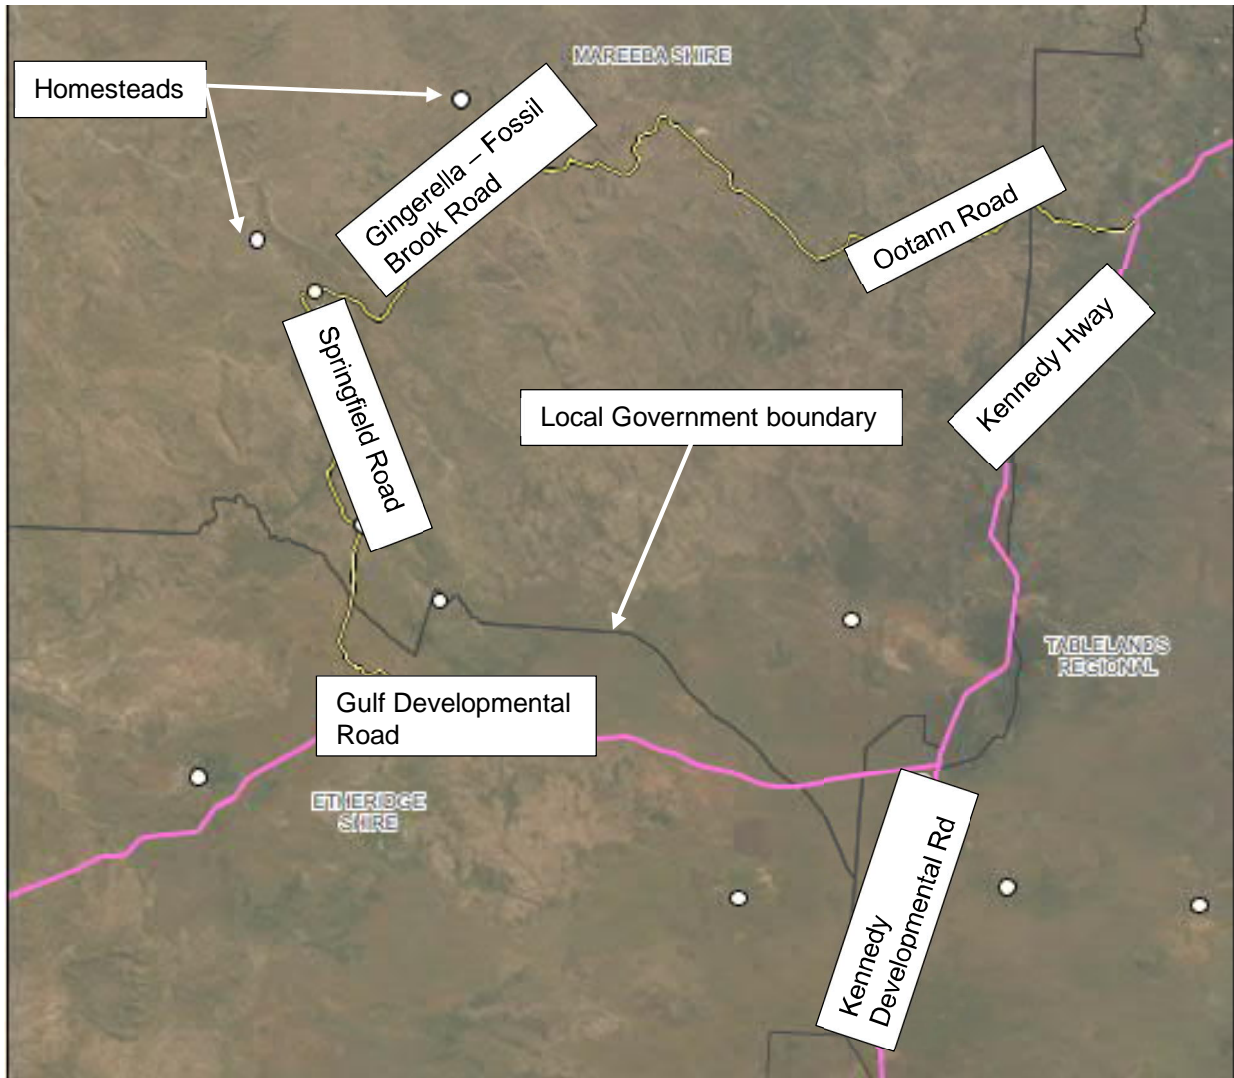 MAREEBA SHIRE
Homesteads
Gingerella – Fossil
Brook Road
Ootann Road
Kennedy Hway
Springfield Road
Local Government boundary
TABLELANDS
REGIONAL
Gulf Developmental
Road
ETHERIDGE
SHIRE
Kennedy
Developmental Rd